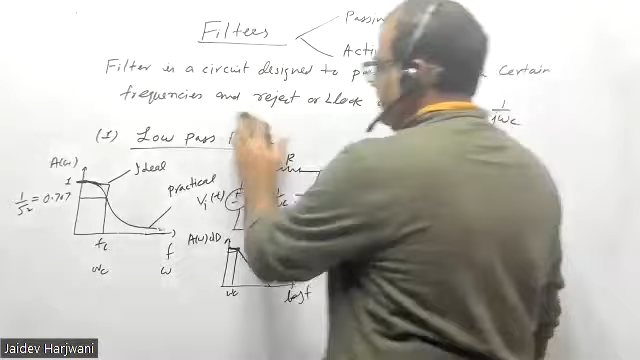 Filters
Passiv
Acti
Filter is a circuit designed to p certain
frequencies and reject or block
1/jωc
(1) Low pass F
A(ω)
Ideal
R
1
practical
1/√2 = 0.707
Vi(t)
+
-
fc
f
A(ω)dB
ωc
ω
ωc
Jaidev Harjwani